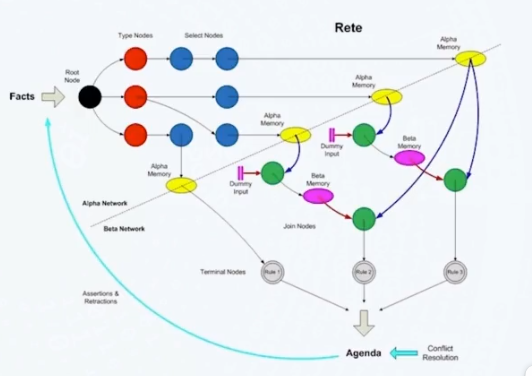 Rete
Type Nodes
Select Nodes
Alpha
Memory
Root
Node
Alpha
Memory
Facts
Alpha
Memory
Dummy
Input
Beta
Memory
Alpha
Memory
Dummy
Input
Beta
Memory
Alpha Network
Beta Network
Join Nodes
Terminal Nodes
Rule 1
Rule 2
Rule 3
Assertions &
Retractions
Agenda
Conflict
Resolution